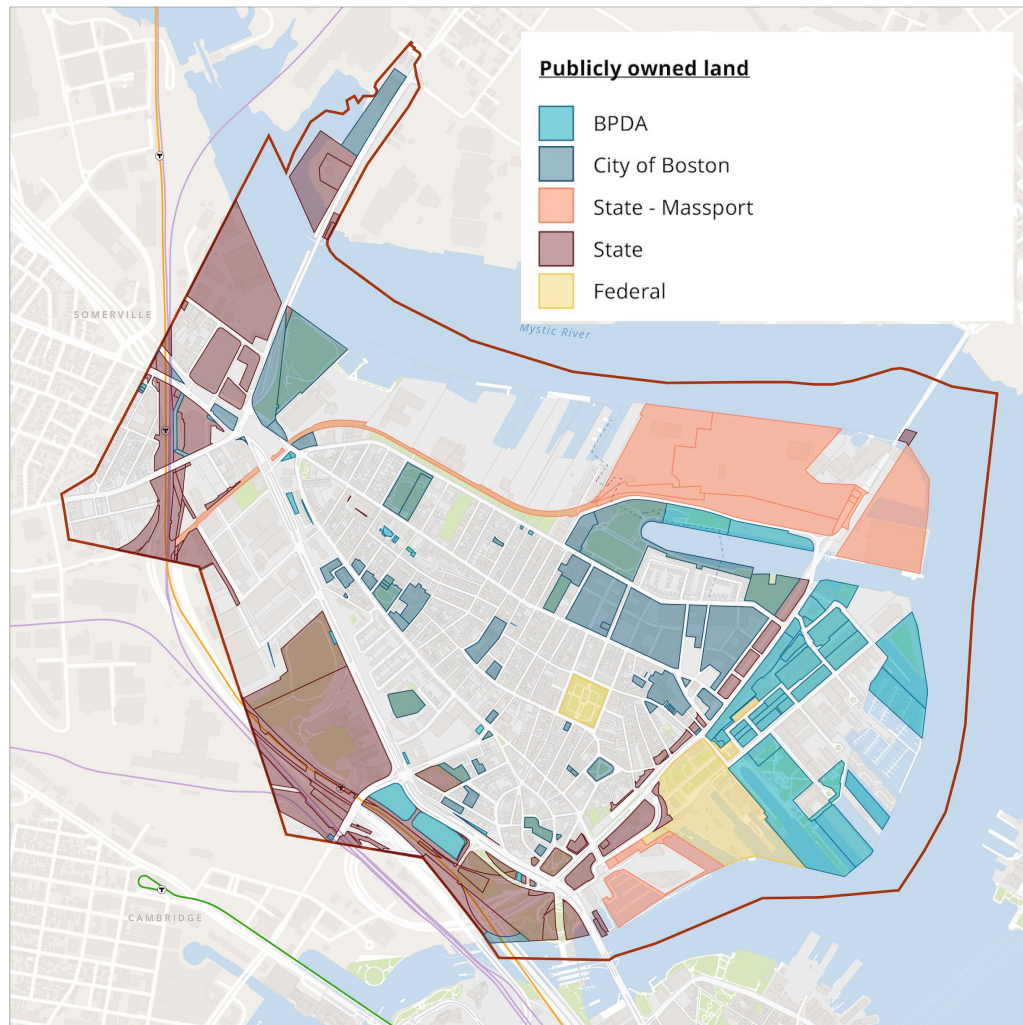 Publicly owned land
BPDA
City of Boston
State - Massport
State
Federal
Mystic River
SOMERVILLE
T
T
T
T
CAMBRIDGE